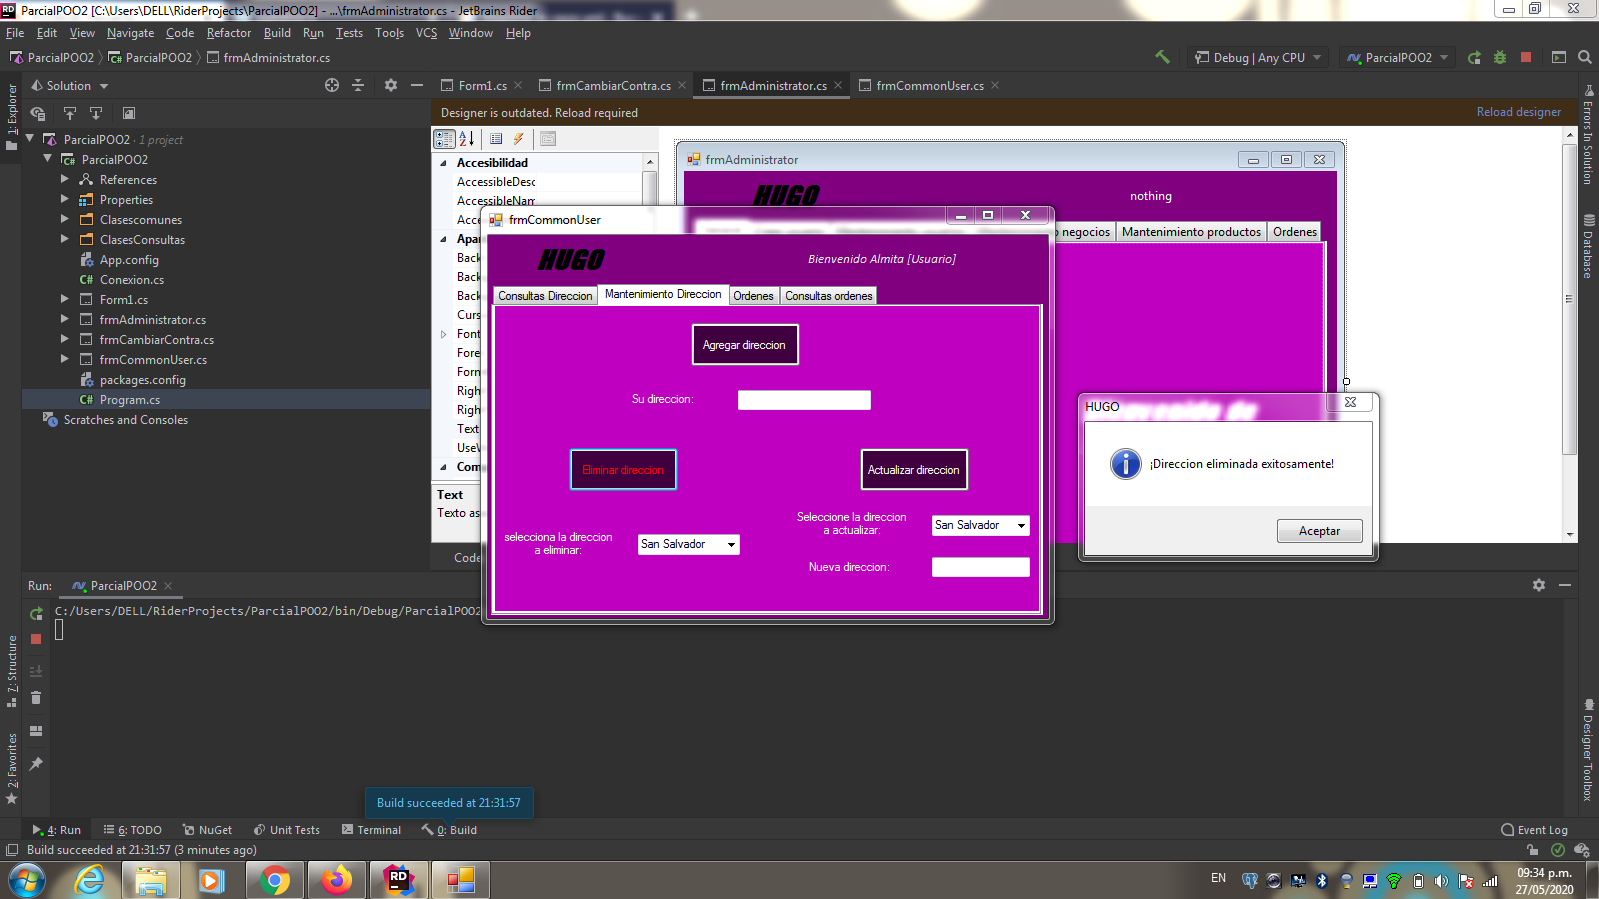 ParcialPOO2 [C:\Users\DELL\RiderProjects\ParcialPOO2] - ...\frmAdministrator.cs - JetBrains Rider
File Edit View Navigate Code Refactor Build Run Tests Tools VCS Window Help
ParcialPOO2 ParcialPOO2 frmAdministrator.cs
Debug | Any CPU ParcialPOO2
Solution
Form1.cs frmCambiarContra.cs frmAdministrator.cs frmCommonUser.cs
Designer is outdated. Reload required Reload designer
1: Explorer
ParcialPOO2 · 1 project
ParcialPOO2
References
Properties
Clasescomunes
ClasesConsultas
App.config
Conexion.cs
Form1.cs
frmAdministrator.cs
frmCambiarContra.cs
frmCommonUser.cs
packages.config
Program.cs
Scratches and Consoles
Accesibilidad
AccessibleDesc
AccessibleNam
Acce
Apar
Back
Back
Back
Curs
Font
Fore
Forn
Righ
Righ
Text
UseV
Com
Text
Texto as
Code
frmAdministrator
HUGO
nothing
negocios Mantenimiento productos Ordenes
frmCommonUser
HUGO
Bienvenido Almita [Usuario]
Consultas Direccion Mantenimiento Direccion Ordenes Consultas ordenes
Agregar direccion
Su direccion:
Eliminar direccion
Actualizar direccion
selecciona la direccion
a eliminar:
San Salvador
Seleccione la direccion
a actualizar:
San Salvador
Nueva direccion:
HUGO
¡Direccion eliminada exitosamente!
Aceptar
Errors In Solution
Database
Designer Toolbox
Run: ParcialPOO2
C:/Users/DELL/RiderProjects/ParcialPOO2/bin/Debug/ParcialPOO2
7: Structure
2: Favorites
Build succeeded at 21:31:57
4: Run 6: TODO NuGet Unit Tests Terminal 0: Build Event Log
Build succeeded at 21:31:57 (3 minutes ago)
EN
09:34 p.m.
27/05/2020